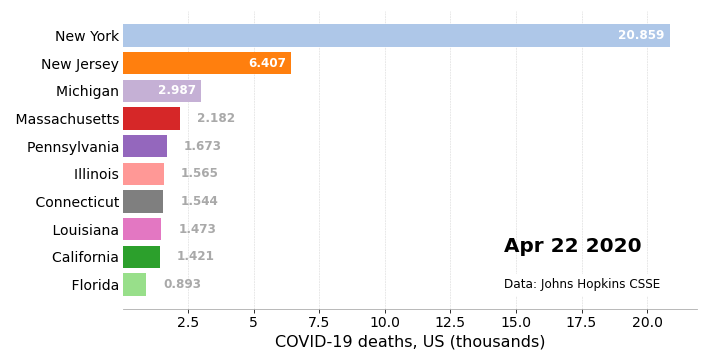 New York 20.859
New Jersey 6.407
Michigan 2.987
Massachusetts 2.182
Pennsylvania 1.673
Illinois 1.565
Connecticut 1.544
Louisiana 1.473
California 1.421
Florida 0.893
Apr 22 2020
Data: Johns Hopkins CSSE
2.5 5 7.5 10.0 12.5 15.0 17.5 20.0
COVID-19 deaths, US (thousands)